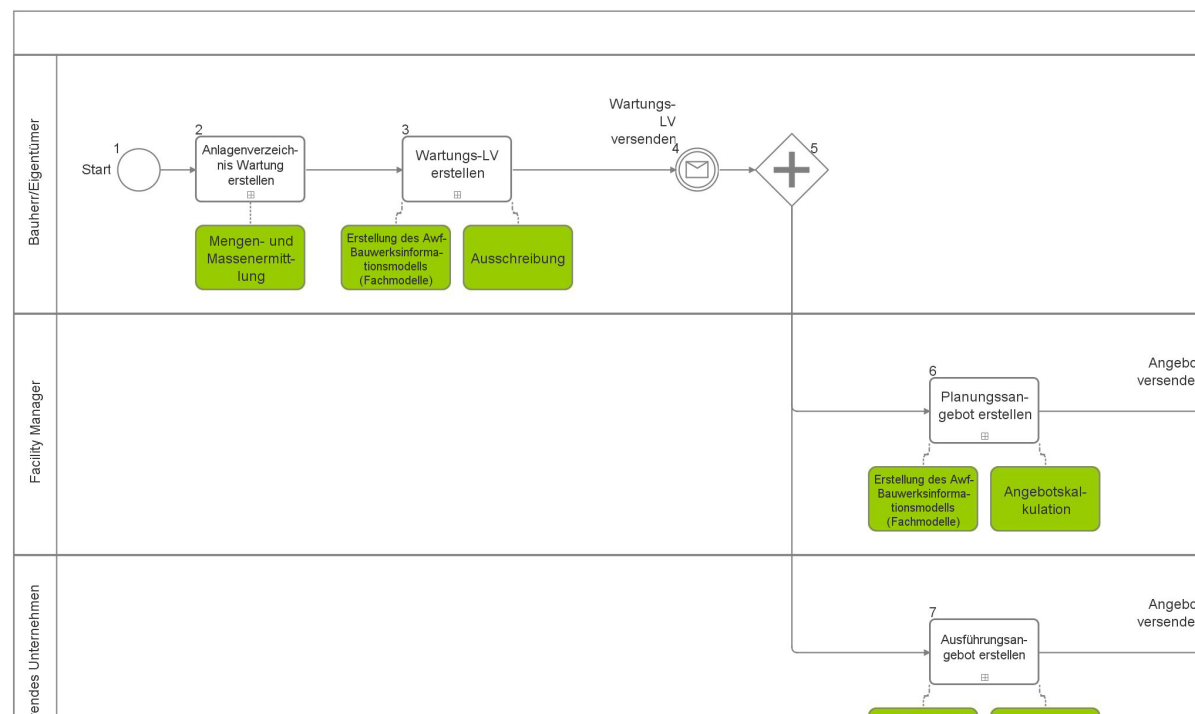 Bauherr/Eigentümer
Start
1
2
Anlagenverzeich-
nis Wartung
erstellen
Mengen- und
Massenermitt-
lung
3
Wartungs-LV
erstellen
Erstellung des Awf-
Bauwerksinforma-
tionsmodells
(Fachmodelle)
Ausschreibung
Wartungs-
LV
versenden
4
5
Facility Manager
6
Planungssan-
gebot erstellen
Erstellung des Awf-
Bauwerksinforma-
tionsmodells
(Fachmodelle)
Angebotskal-
kulation
Angebo
versende
endes Unternehmen
7
Ausführungsan-
gebot erstellen
Angebo
versende